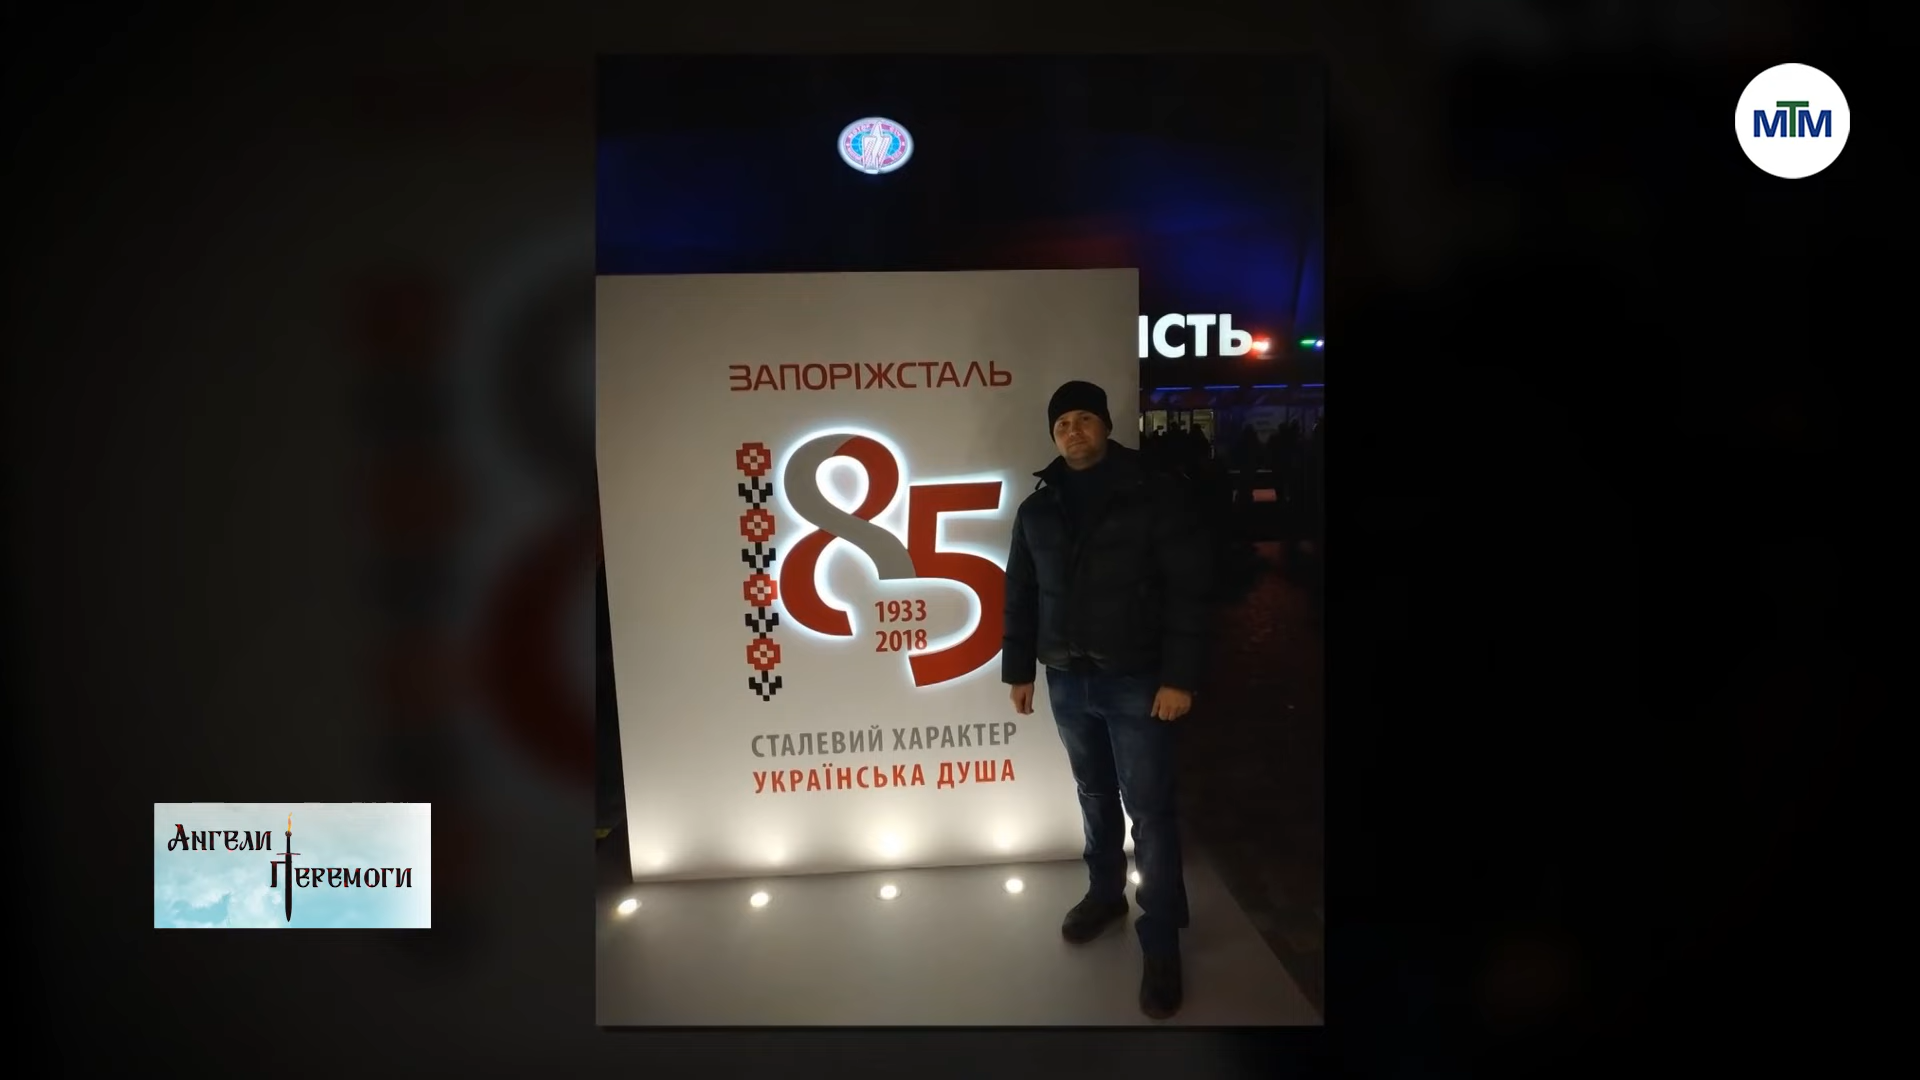 МТМ
ІСТЬ
ЗАПОРІЖСТАЛЬ
85
1933
2018
СТАЛЕВИЙ ХАРАКТЕР
УКРАЇНСЬКА ДУША
Ангели
Перемоги